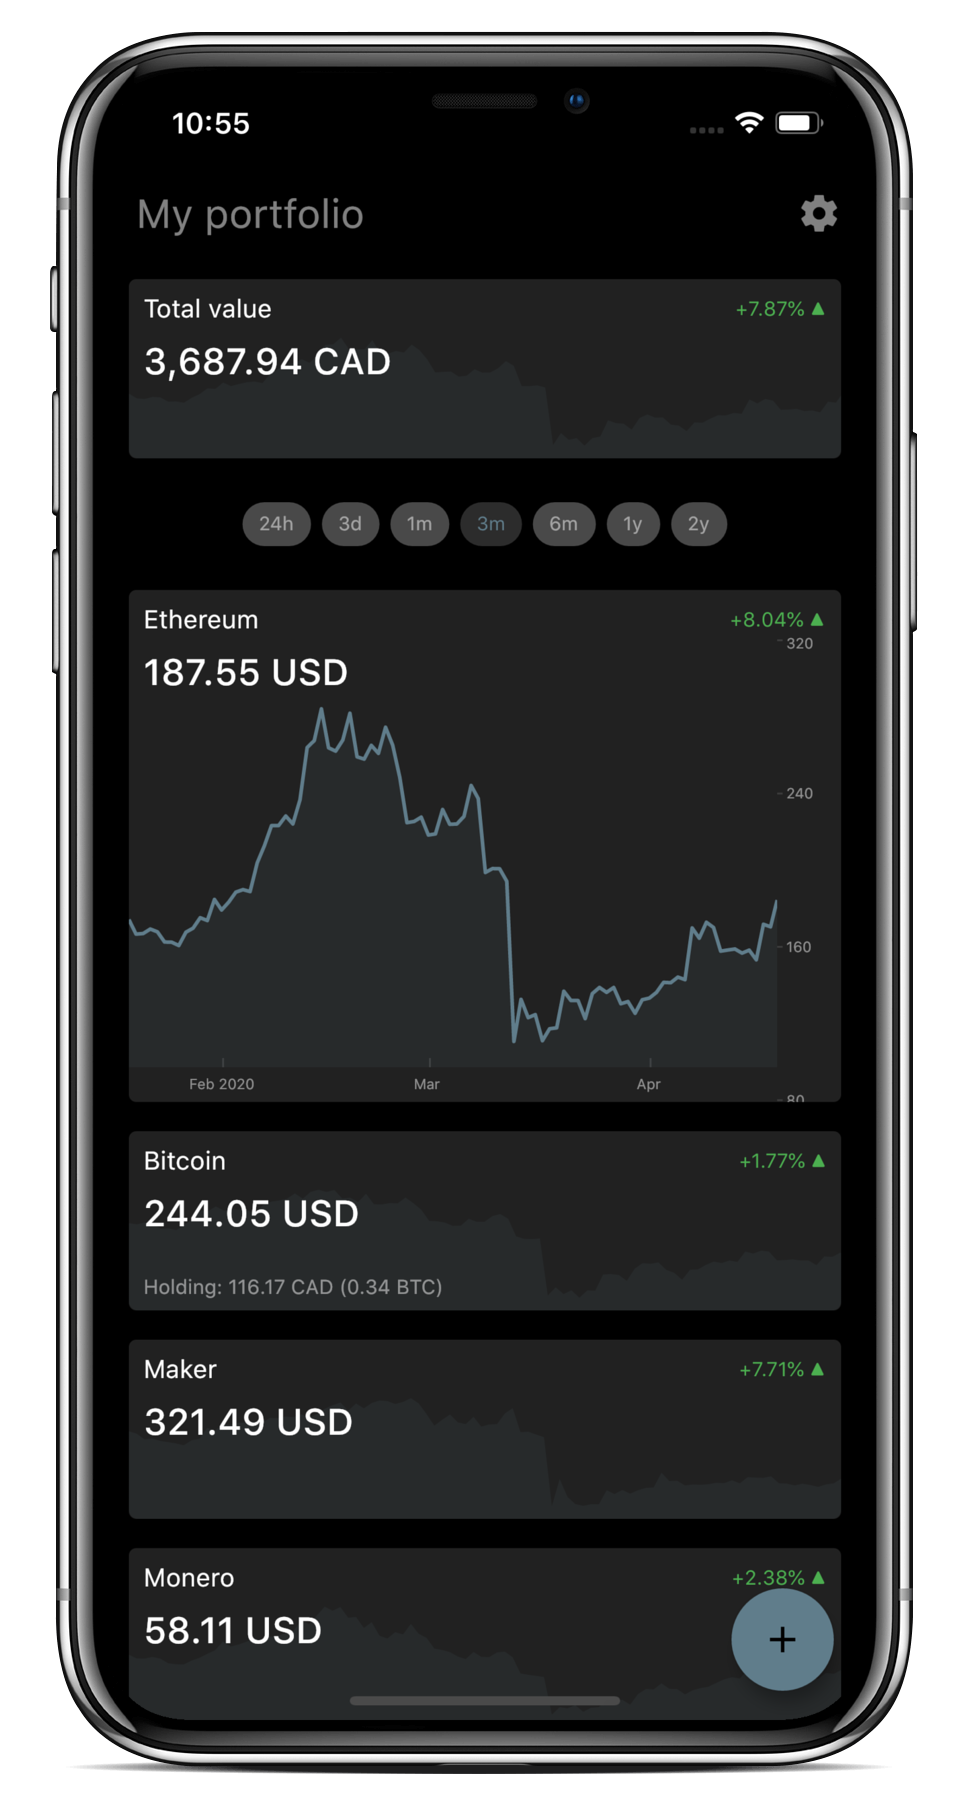 10:55
My portfolio
Total value
+7.87% ▲
3,687.94 CAD
24h 3d 1m 3m 6m 1y 2y
Ethereum
+8.04% ▲
320
187.55 USD
240
160
Feb 2020 Mar Apr
80
Bitcoin
+1.77% ▲
244.05 USD
Holding: 116.17 CAD (0.34 BTC)
Maker
+7.71% ▲
321.49 USD
Monero
+2.38% ▲
58.11 USD
+